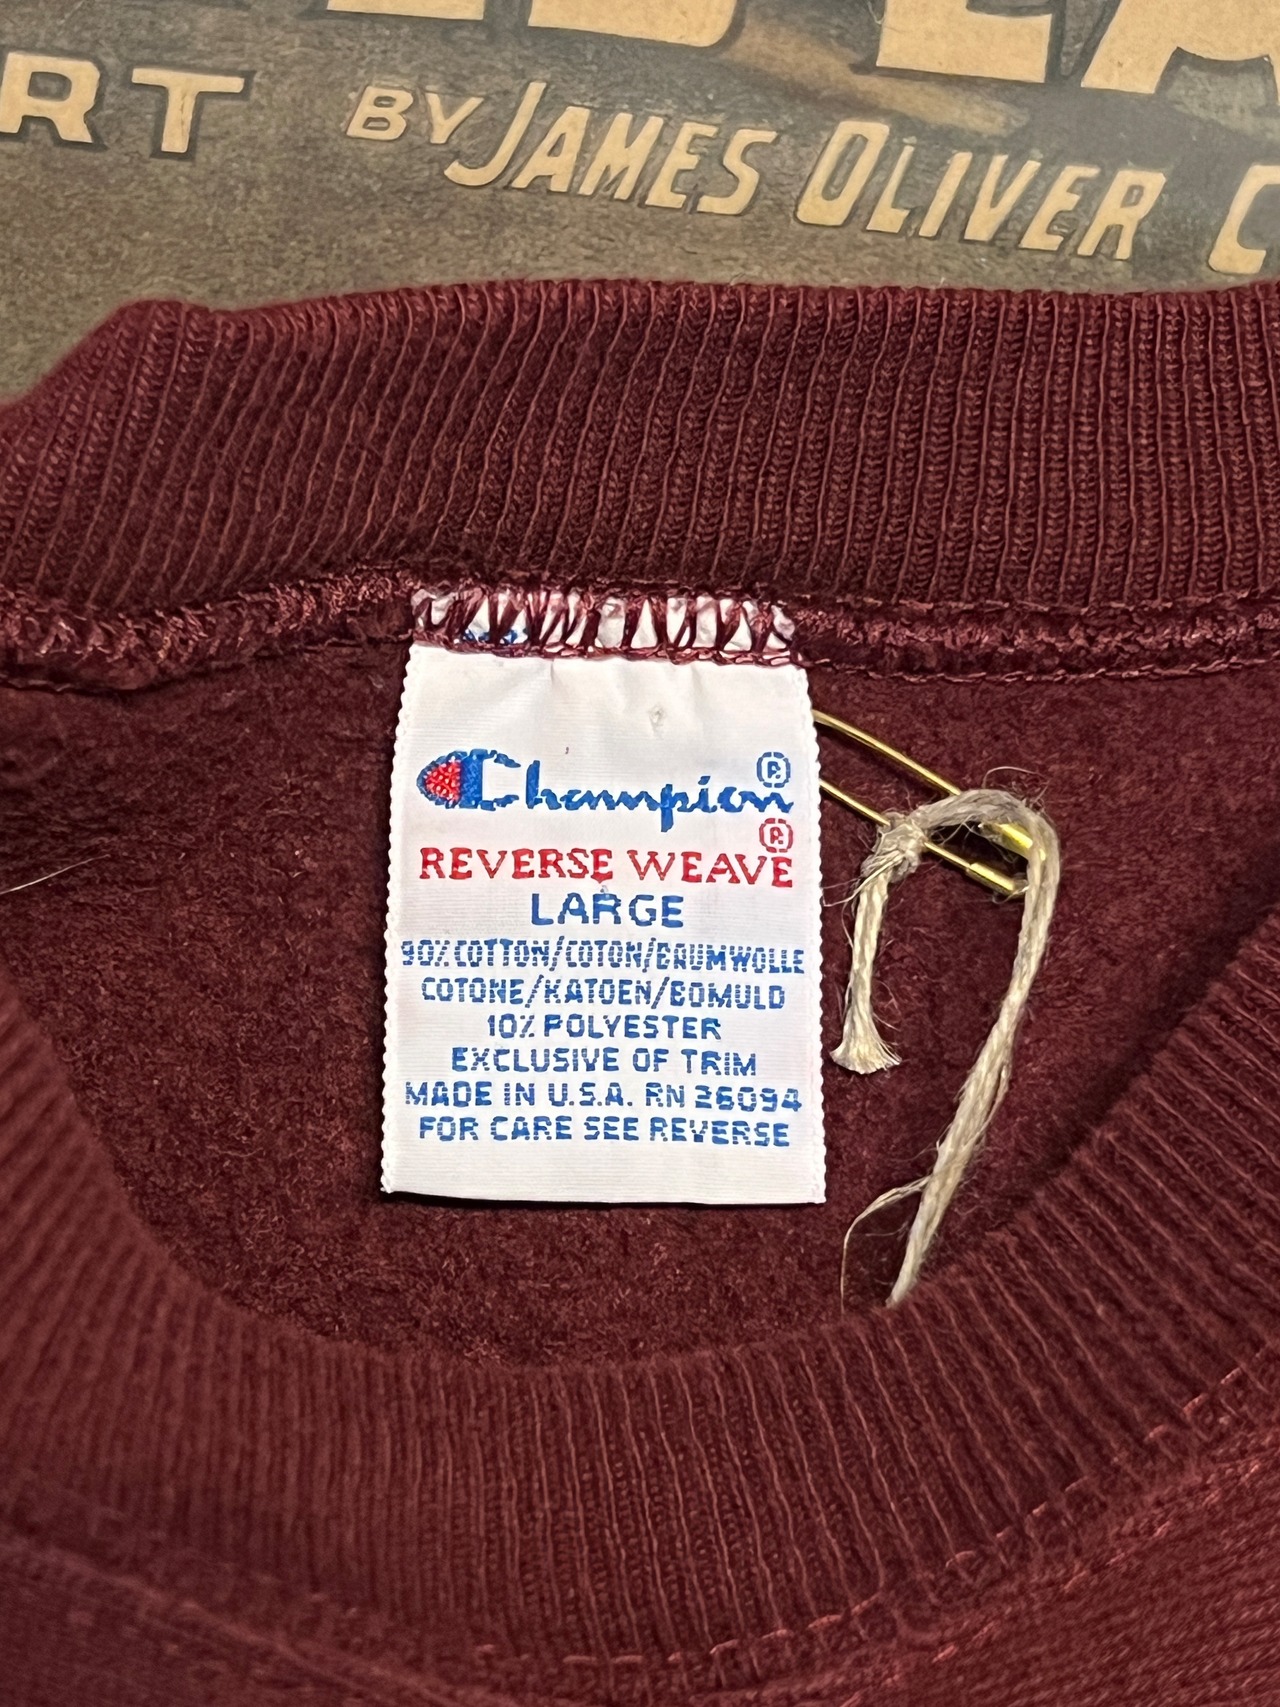 RT BY JAMES OLIVER C
Champion®
®
REVERSE WEAVE
LARGE
90% COTTON/COTON/BAUMWOLLE
COTONE/KATOEN/BOMULD
10% POLYESTER
EXCLUSIVE OF TRIM
MADE IN U.S.A. RN 26094
FOR CARE SEE REVERSE